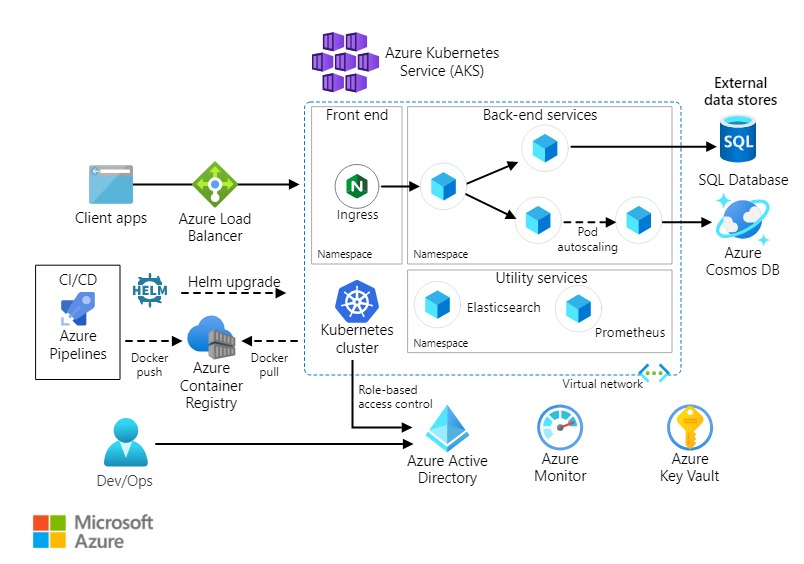 Azure Kubernetes
Service (AKS)
External
data stores
Front end
Back-end services
SQL
SQL Database
Client apps
Azure Load
Balancer
N
Ingress
Namespace
Pod
autoscaling
Namespace
Azure
Cosmos DB
CI/CD
Azure
Pipelines
HELM
Helm upgrade
Docker
push
Azure
Container
Registry
Docker
pull
Kubernetes
cluster
Utility services
Elasticsearch
Prometheus
Namespace
Virtual network
Role-based
access control
Dev/Ops
Azure Active
Directory
Azure
Monitor
Azure
Key Vault
Microsoft
Azure